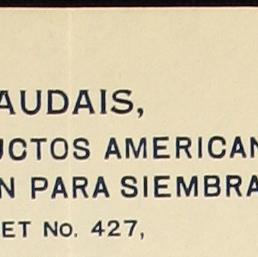 AUDAIS,
UCTOS AMERICAN
N PARA SIEMBRA
ET No. 427,